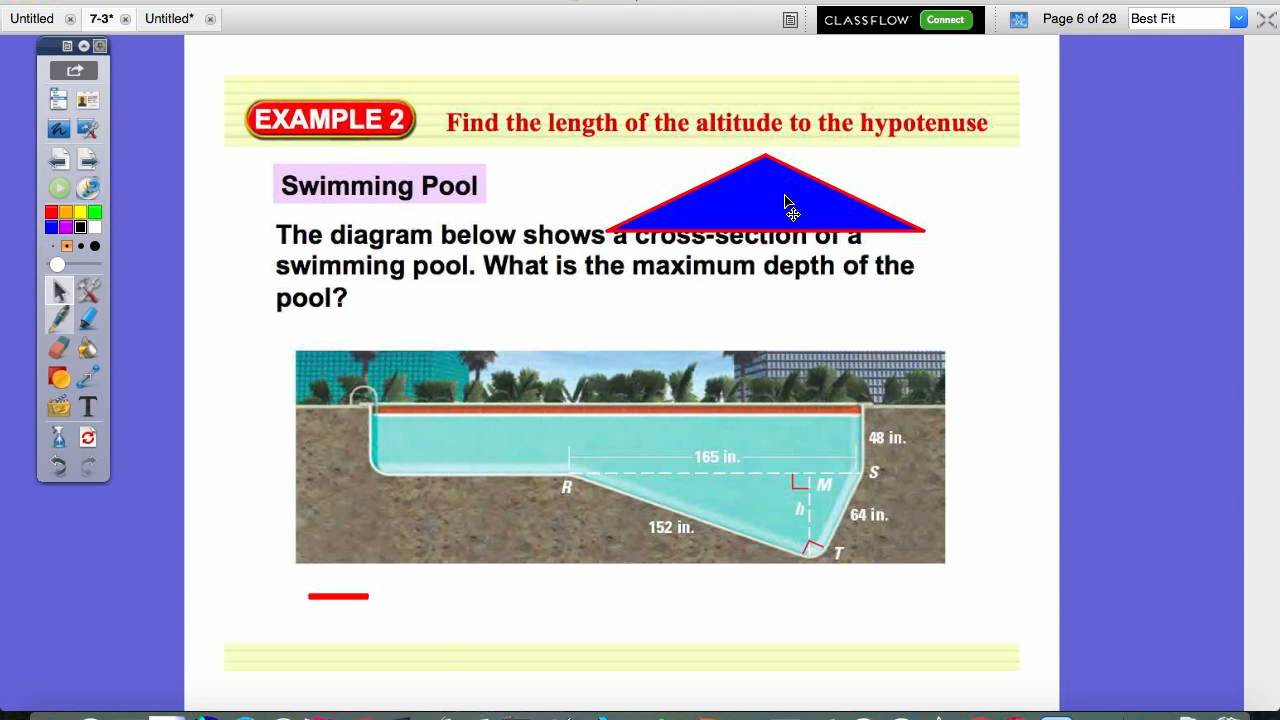 Untitled
7-3*
Untitled*
CLASSFLOW
Connect
Page 6 of 28
Best Fit
EXAMPLE 2
Find the length of the altitude to the hypotenuse
Swimming Pool
The diagram below shows a cross-section of a
swimming pool. What is the maximum depth of the
pool?
48 in.
165 in.
S
R
M
h
64 in.
152 in.
T
T